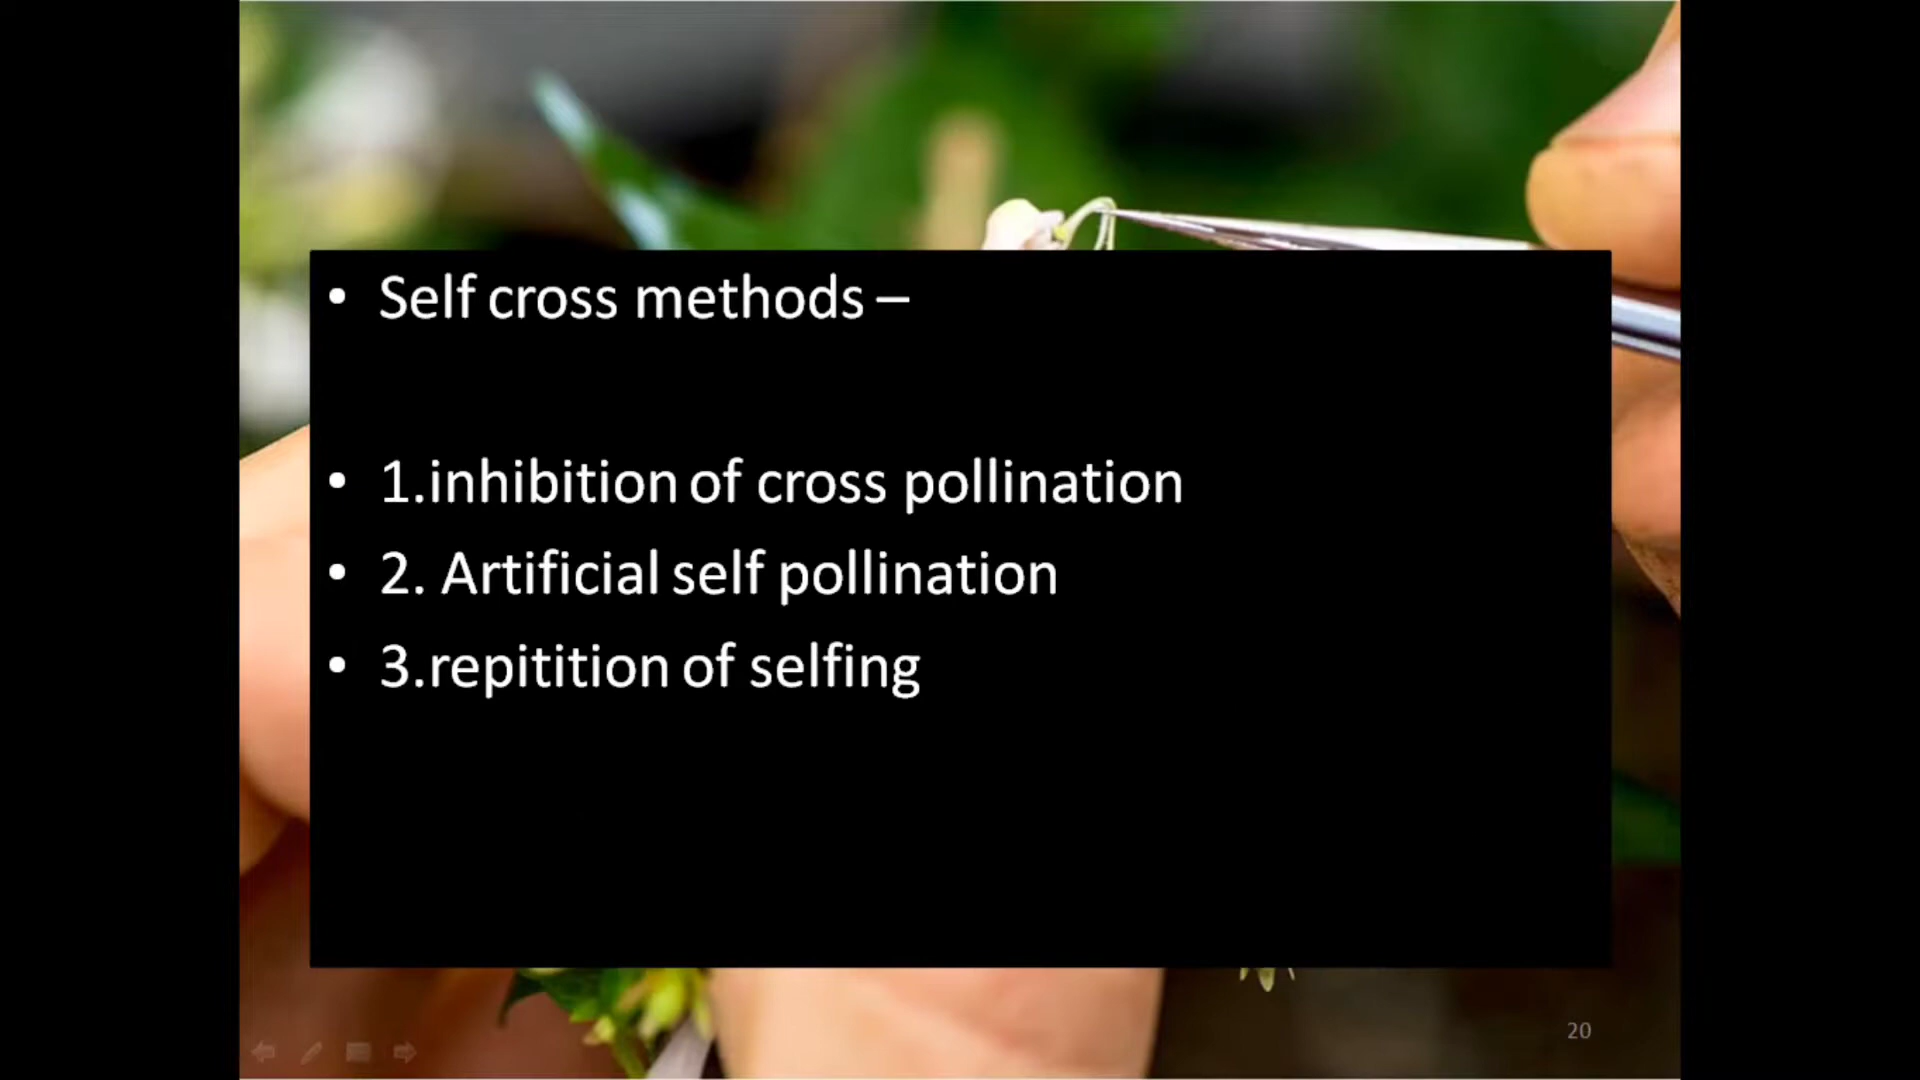 • Self cross methods –
• 1.inhibition of cross pollination
• 2. Artificial self pollination
• 3.repitition of selfing
20